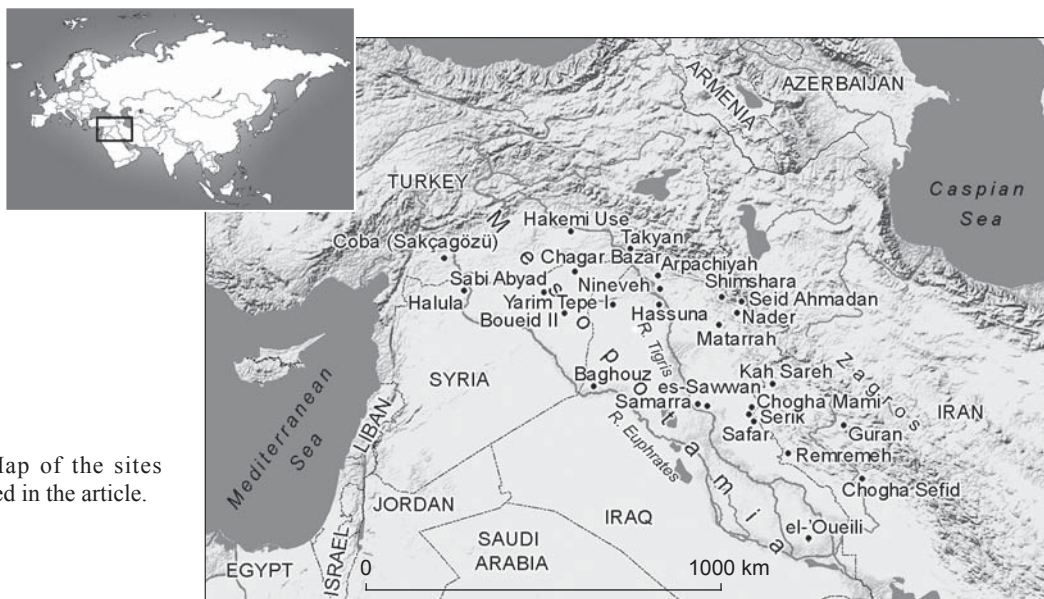 AZERBAIJAN
ARMENIA
TURKEY
Caspian
Sea
Hakemi Use
Takyan
Coba (Sakçagözü)
Chagar Bazar
Arpachiyah
Sabi Abyad
Nineveh
Shimshara
Halula
Yarim Tepe I
Hassuna
Seid Ahmadan
Boueid II
Nader
Matarrah
Mesopotamia
R. Tigris
Zagros
Kah Sareh
SYRIA
Baghouz
es-Sawwan
Chogha Mami
IRAN
Samarra
Serik
Safar
Guran
R. Euphrates
Remremeh
Mediterranean
Sea
LIBAN
Chogha Sefid
JORDAN
IRAQ
el-'Oueili
ISRAEL
SAUDI
ARABIA
EGYPT
0 1000 km
Map of the sites
ed in the article.